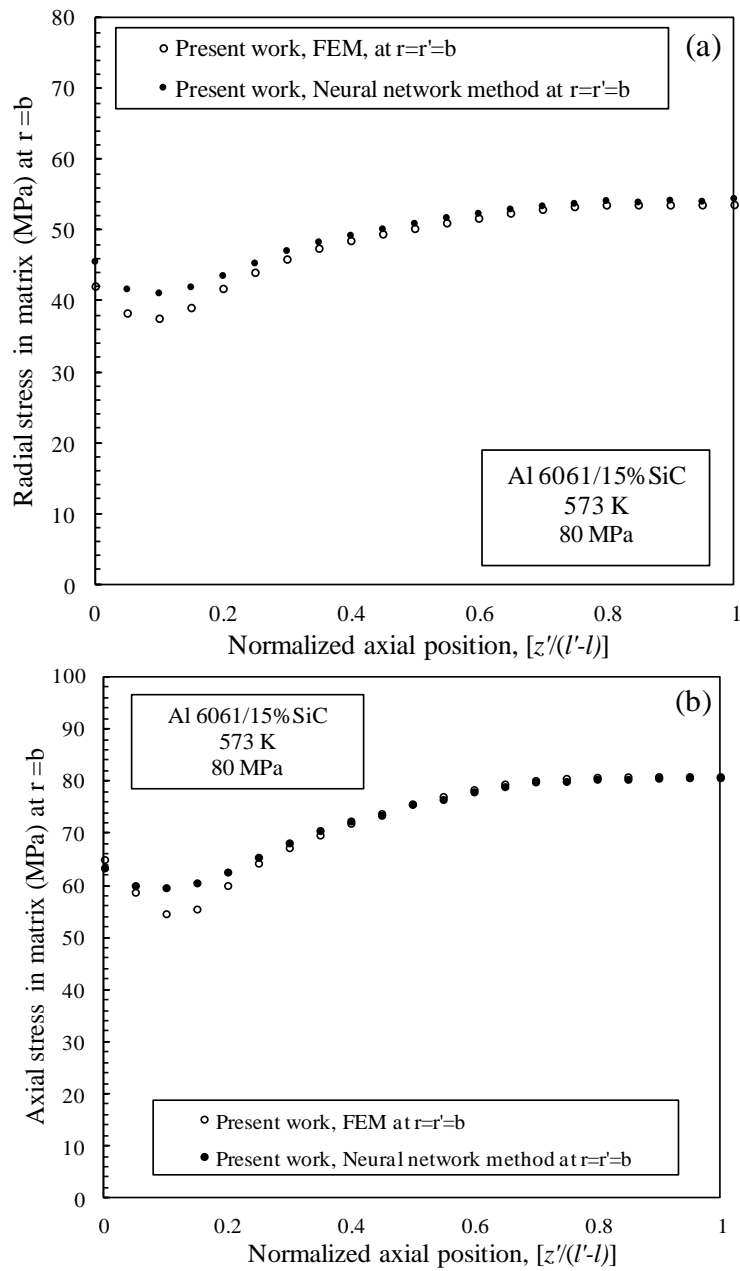 80
70
60
50
40
30
20
10
0
Radial stress in matrix (MPa) at r =b
(a)
Present work, FEM, at r=r'=b
Present work, Neural network method at r=r'=b
Al 6061/15% SiC
573 K
80 MPa
0 0.2 0.4 0.6 0.8 1
Normalized axial position, [z'/(l'-l)]
100
90
80
70
60
50
40
30
20
10
0
Axial stress in matrix (MPa) at r =b
(b)
Al 6061/15% SiC
573 K
80 MPa
Present work, FEM at r=r'=b
Present work, Neural network method at r=r'=b
0 0.2 0.4 0.6 0.8 1
Normalized axial position, [z'/(l'-l)]